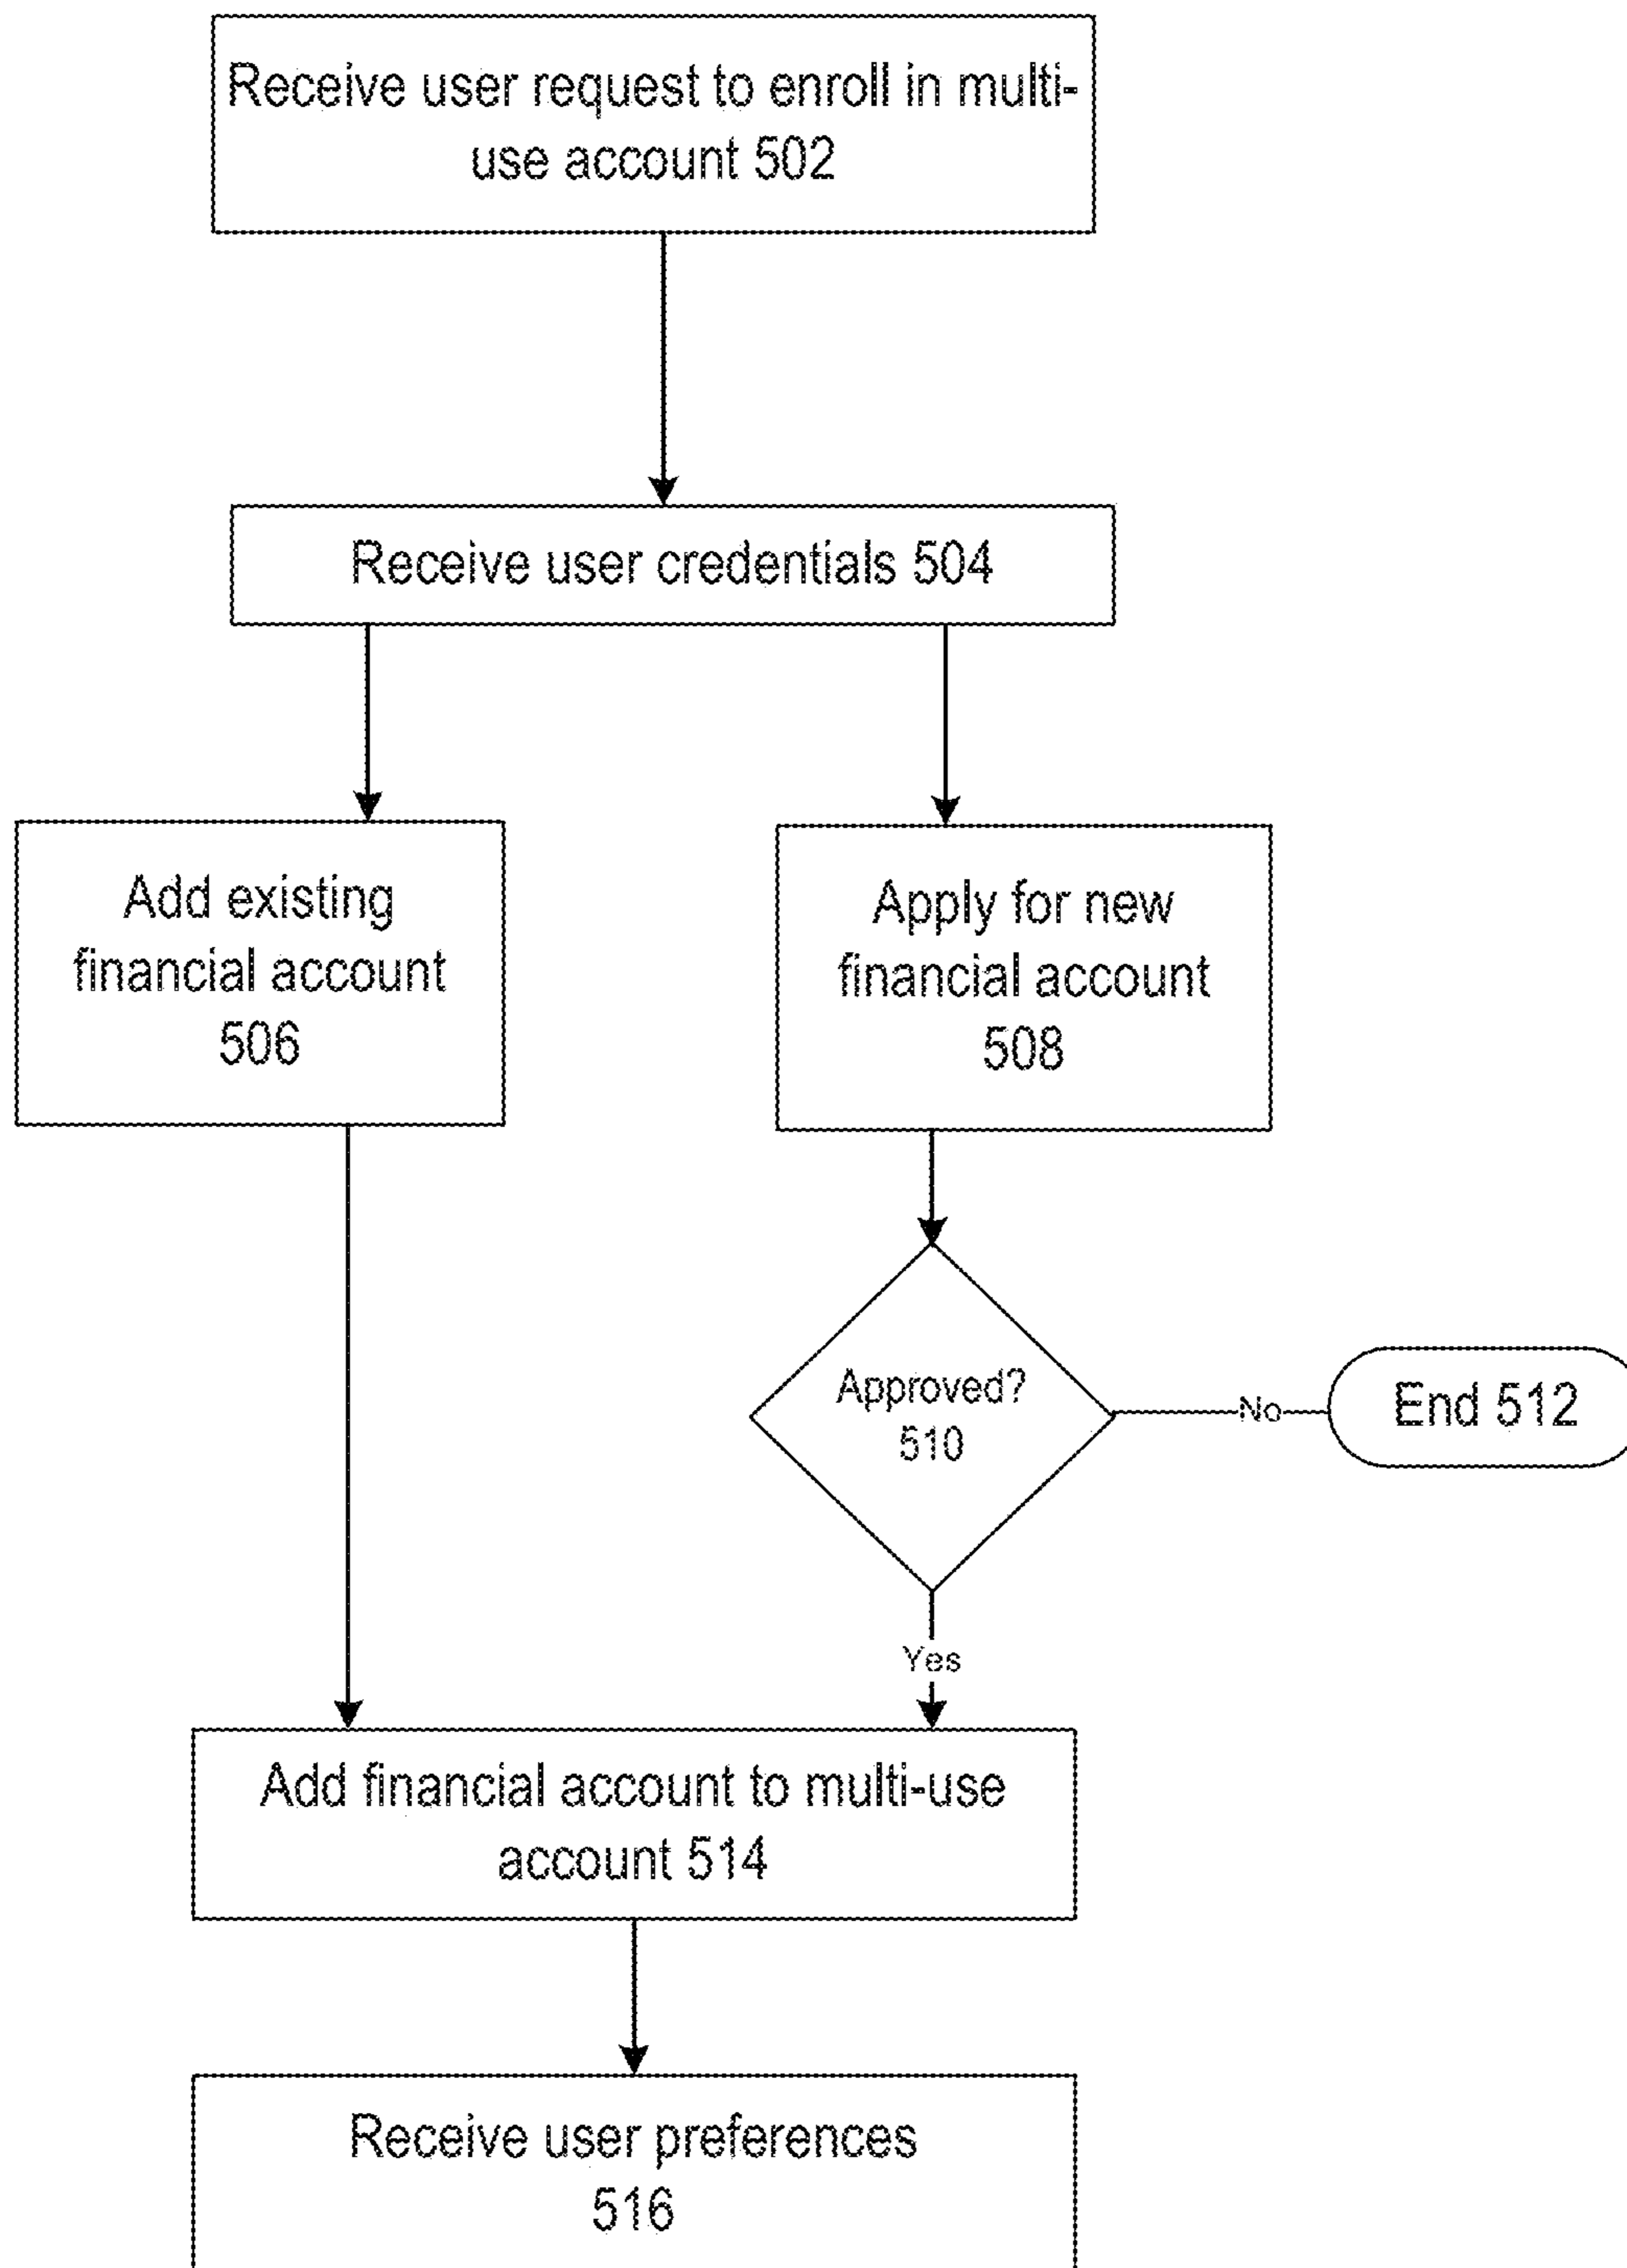 Receive user request to enroll in multi-
use account 502
Receive user credentials 504
Add existing
financial account
506
Apply for new
financial account
508
Approved?
510
No
End 512
Yes
Add financial account to multi-use
account 514
Receive user preferences
516